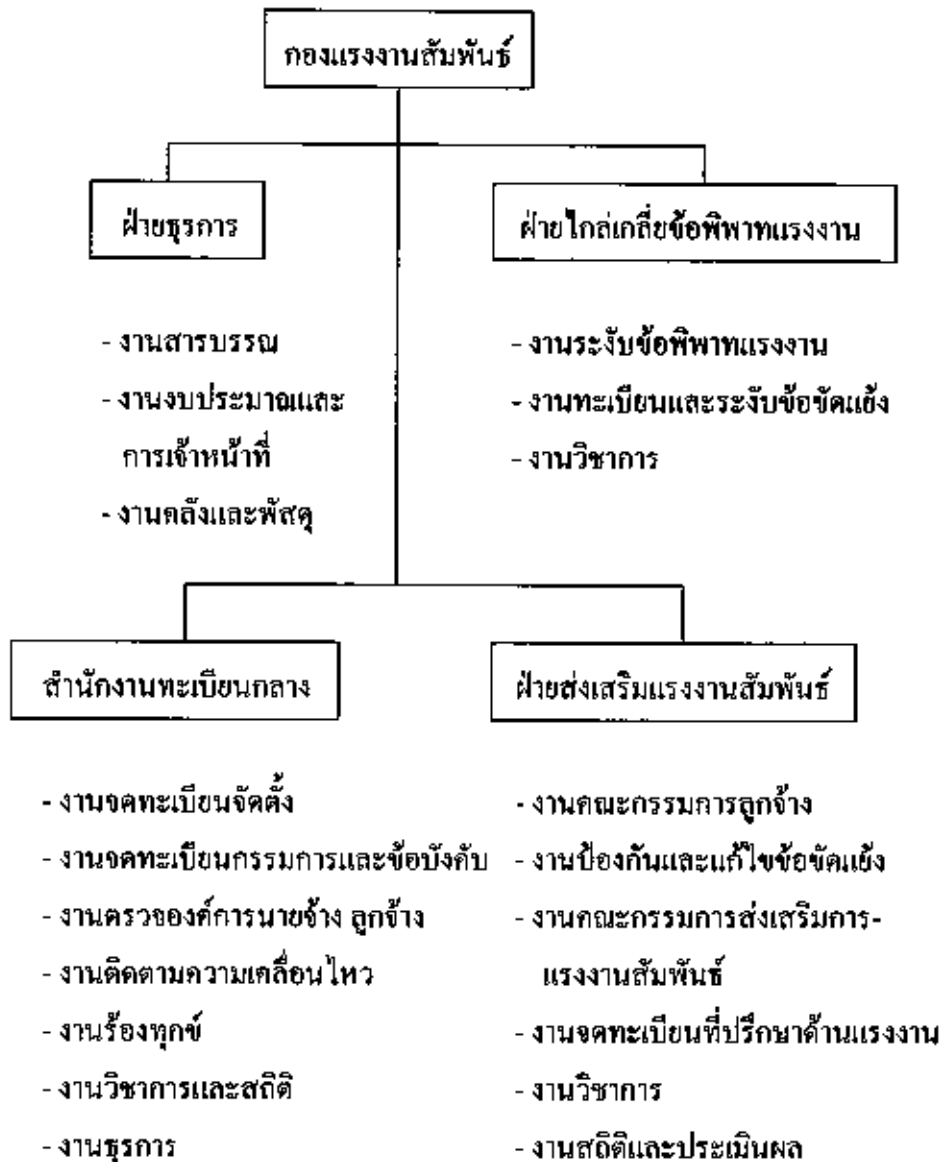 กองแรงงานสัมพันธ์
ฝ่ายธุรการ
- งานสารบรรณ
- งานงบประมาณและ
การเจ้าหน้าที่
- งานคลังและพัสดุ
ฝ่ายไกล่เกลี่ยข้อพิพาทแรงงาน
- งานระงับข้อพิพาทแรงงาน
- งานทะเบียนและระงับข้อขัดแย้ง
- งานวิชาการ
สำนักงานทะเบียนกลาง
- งานจดทะเบียนจัดตั้ง
- งานจดทะเบียนกรรมการและข้อบังคับ
- งานตรวจองค์การนายจ้าง ลูกจ้าง
- งานติดตามความเคลื่อนไหว
- งานร้องทุกข์
- งานวิชาการและสถิติ
- งานธุรการ
ฝ่ายส่งเสริมแรงงานสัมพันธ์
- งานคณะกรรมการลูกจ้าง
- งานป้องกันและแก้ไขข้อขัดแย้ง
- งานคณะกรรมการส่งเสริมการ-
แรงงานสัมพันธ์
- งานจดทะเบียนที่ปรึกษาด้านแรงงาน
- งานวิชาการ
- งานสถิติและประเมินผล